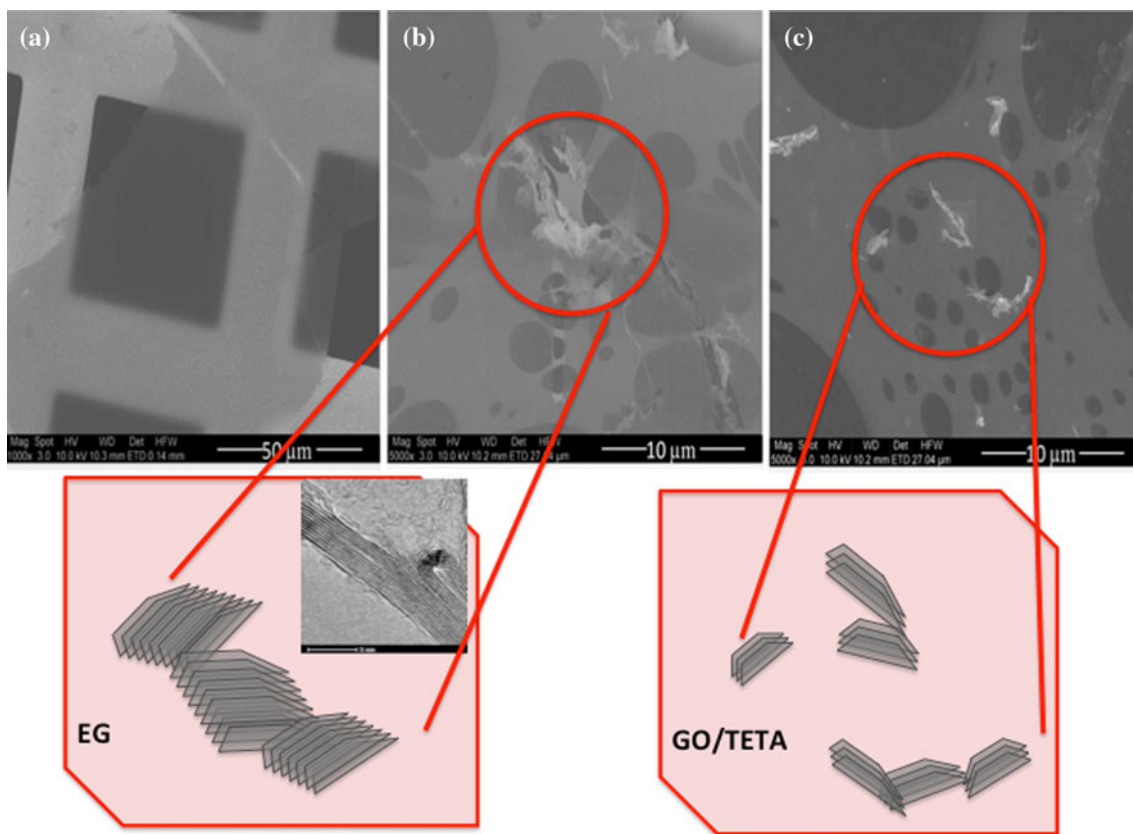 (a)
(b)
(c)
Mag Spot HV WD Det HFW
1000x 3.0 10.0 kV 10.3 mm ETD 0.14 mm
50 µm
Mag Spot HV WD Det HFW
5000x 3.0 10.0 kV 10.2 mm ETD 27.04 µm
10 µm
Mag Spot HV WD Det HFW
5000x 3.0 10.0 kV 10.2 mm ETD 27.04 µm
10 µm
EG
GO/TETA